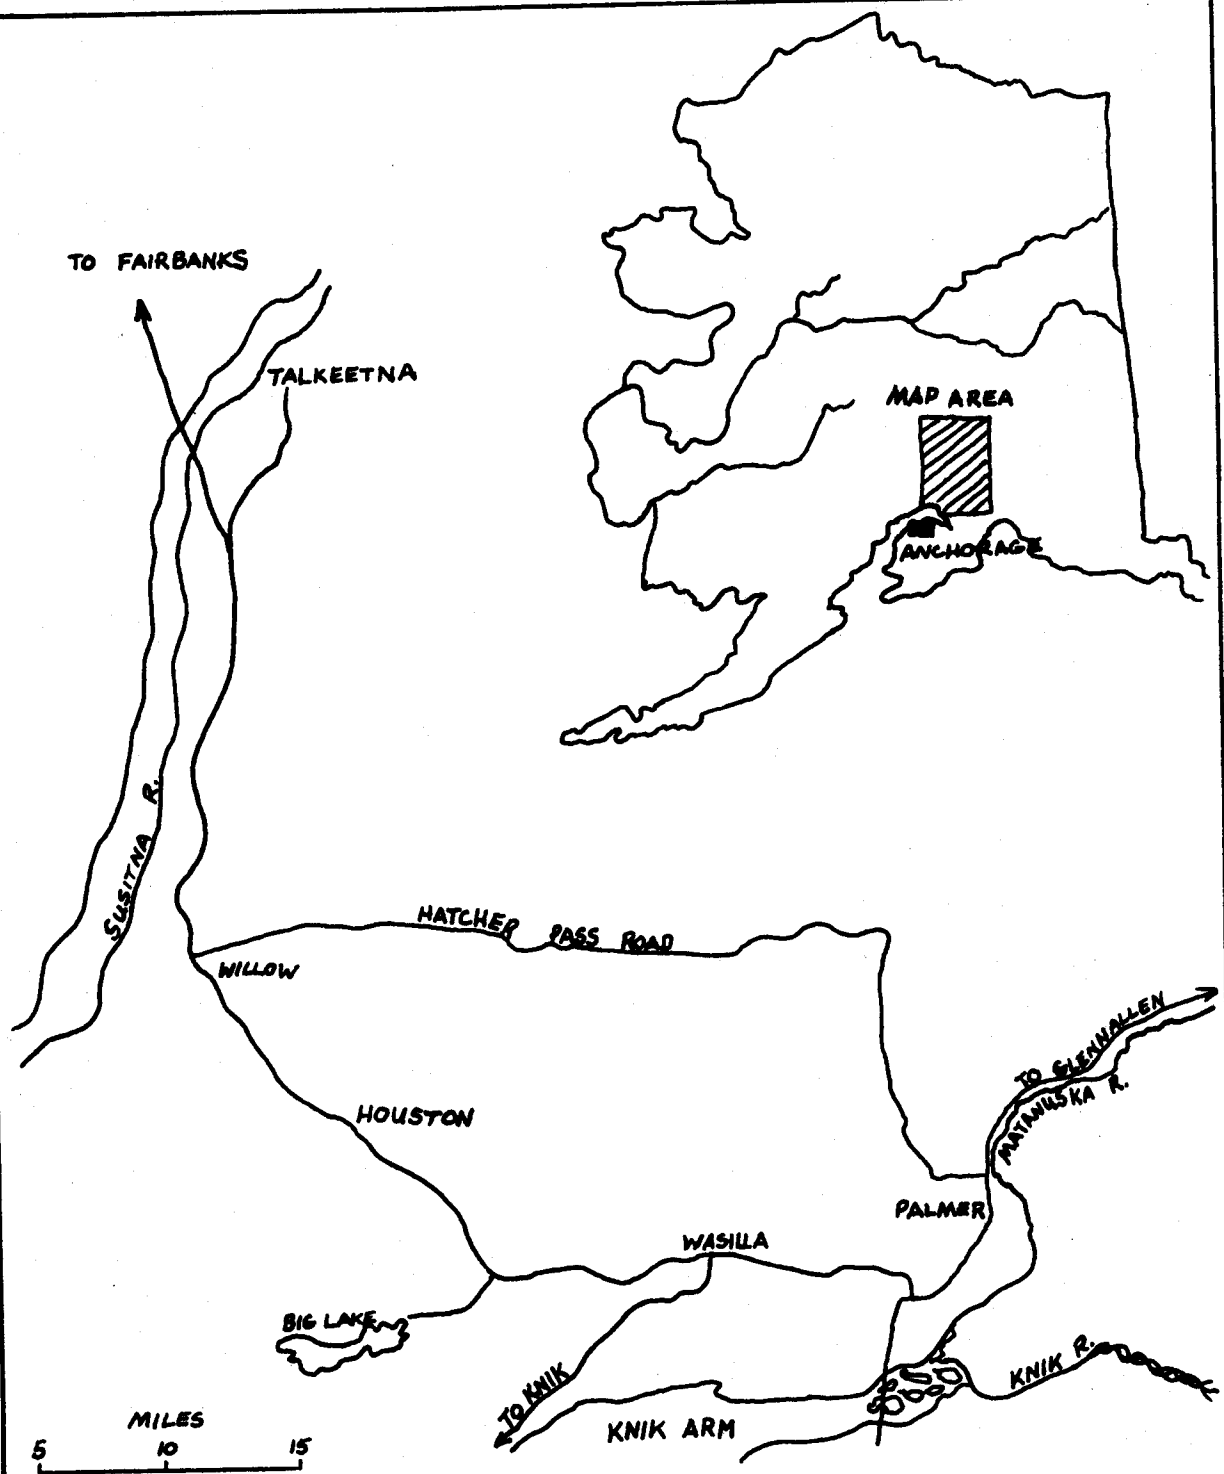 TO FAIRBANKS
TALKEETNA
MAP AREA
ANCHORAGE
SUSITNA R.
HATCHER PASS ROAD
WILLOW
TO GLENNALLEN
MATANUSKA R.
HOUSTON
PALMER
WASILLA
BIG LAKE
KNIK R.
TO KNIK
KNIK ARM
MILES
5 10 15